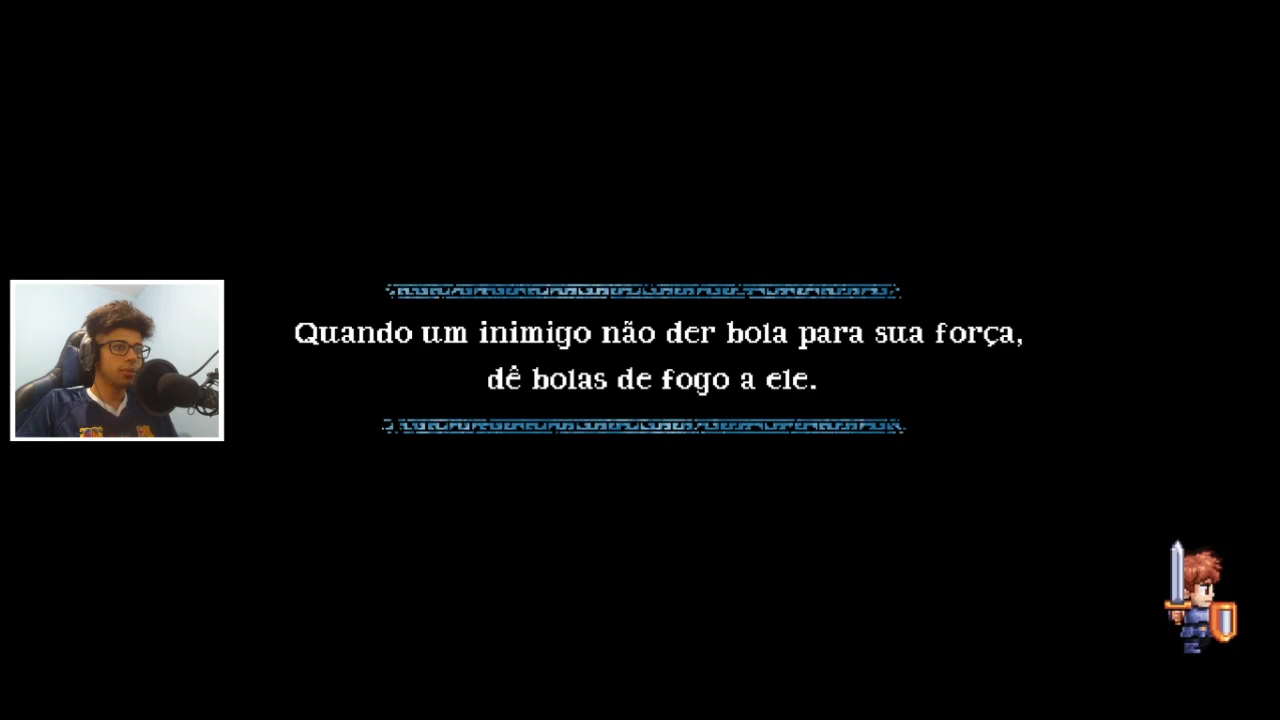 Quando um inimigo não der bola para sua força,
dê bolas de fogo a ele.